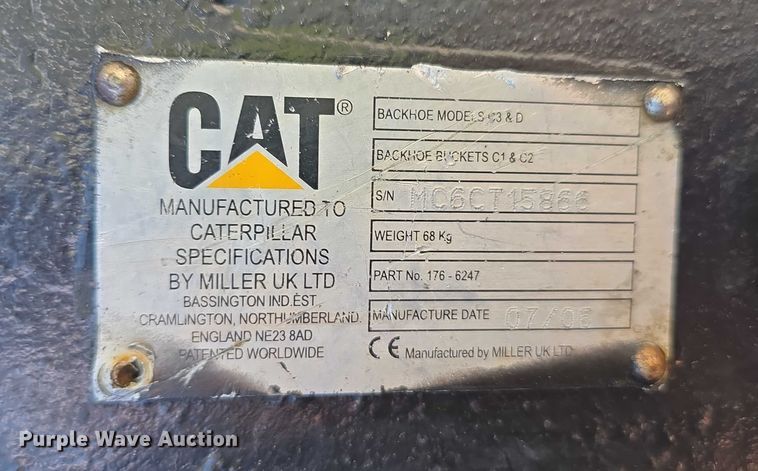 CAT®
MANUFACTURED TO
CATERPILLAR
SPECIFICATIONS
BY MILLER UK LTD
BASSINGTON IND.EST.
CRAMLINGTON, NORTHUMBERLAND.
ENGLAND NE23 8AD
PATENTED WORLDWIDE
BACKHOE MODELS C3 & D
BACKHOE BUCKETS C1 & C2
S/N MC6CT15866
WEIGHT 68 Kg
PART No. 176 - 6247
MANUFACTURE DATE 07/06
CE Manufactured by MILLER UK LTD
Purple Wave Auction